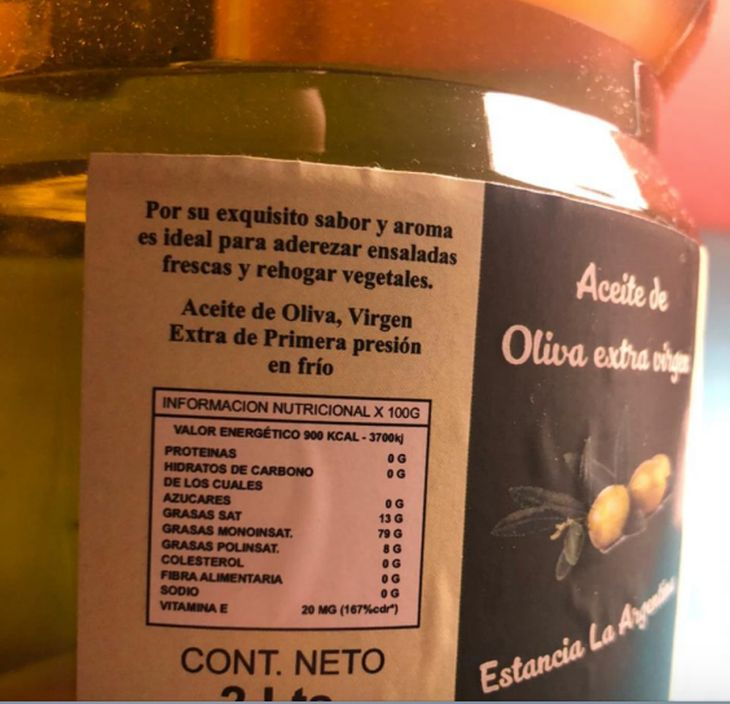 Por su exquisito sabor y aroma
es ideal para aderezar ensaladas
frescas y rehogar vegetales.
Aceite de Oliva, Virgen
Extra de Primera presión
en frío
INFORMACION NUTRICIONAL X 100G
VALOR ENERGÉTICO 900 KCAL - 3700kj
PROTEINAS 0 G
HIDRATOS DE CARBONO 0 G
DE LOS CUALES
AZUCARES 0 G
GRASAS SAT 13 G
GRASAS MONOINSAT. 79 G
GRASAS POLINSAT. 8 G
COLESTEROL 0 G
FIBRA ALIMENTARIA 0 G
SODIO 0 G
VITAMINA E 20 MG (167%cdr*)
CONT. NETO
Aceite de
Oliva extra virgen
Estancia La Argentina